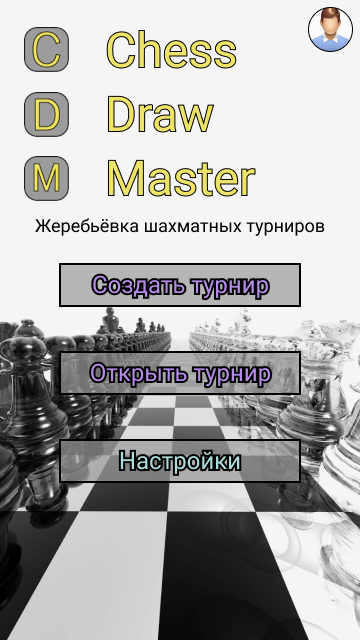 C Chess
D Draw
M Master
Жеребьёвка шахматных турниров
Создать турнир
Открыть турнир
Настройки